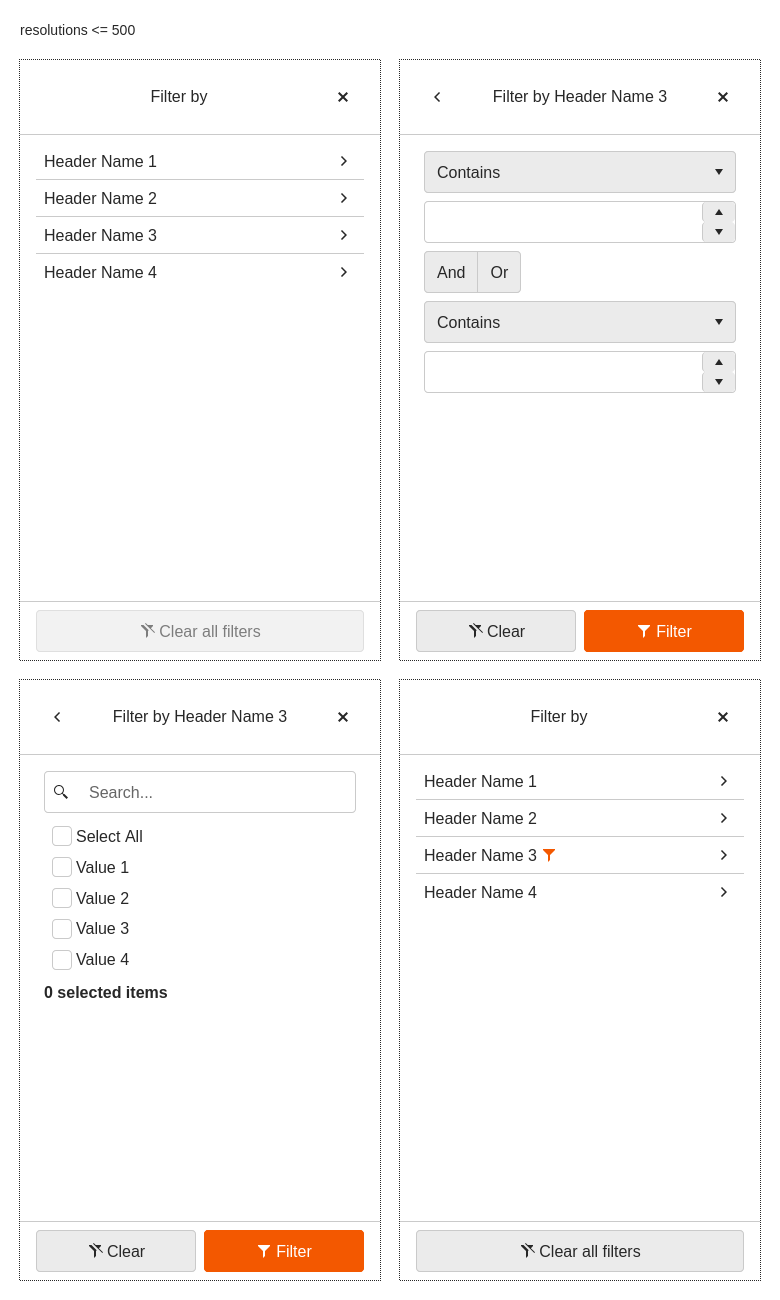 resolutions <= 500
Filter by
Header Name 1
Header Name 2
Header Name 3
Header Name 4
Clear all filters
Filter by Header Name 3
Contains
And Or
Contains
Clear Filter
Filter by Header Name 3
Search...
Select All
Value 1
Value 2
Value 3
Value 4
0 selected items
Clear Filter
Filter by
Header Name 1
Header Name 2
Header Name 3
Header Name 4
Clear all filters